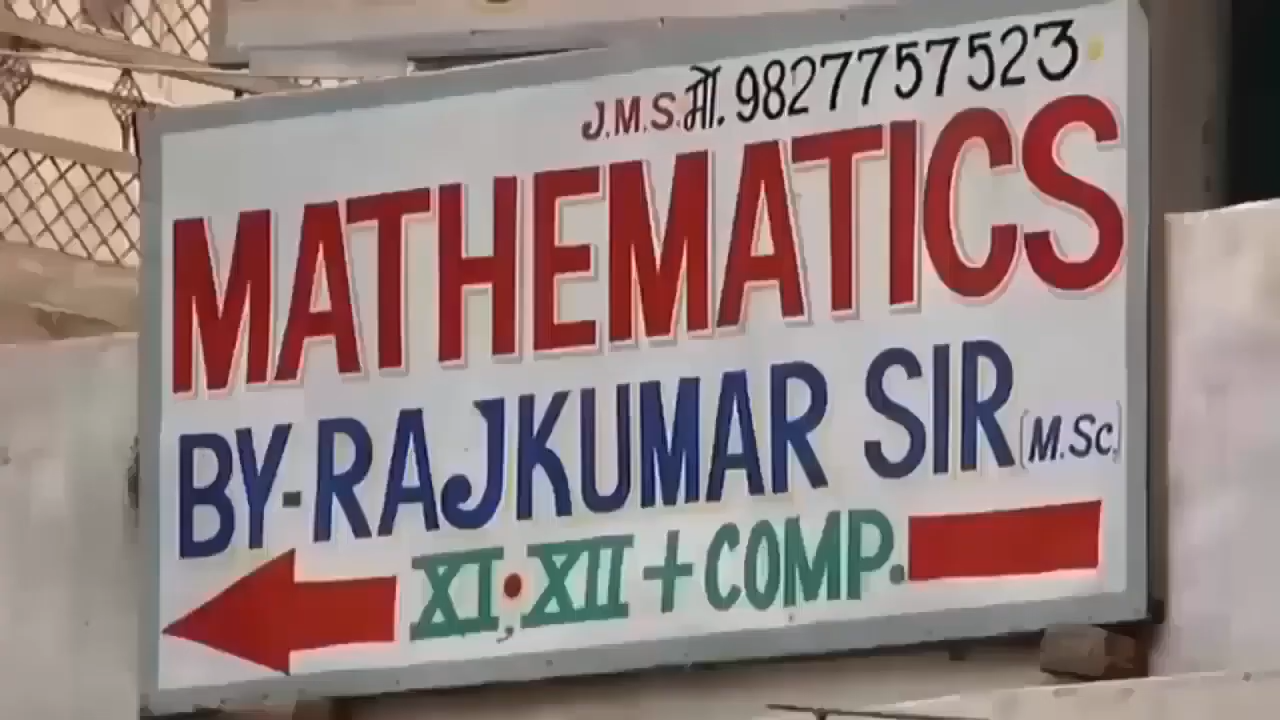 J.M.S. मो. 9827757523
MATHEMATICS
BY-RAJKUMAR SIR (M.Sc.)
XI, XII + COMP.